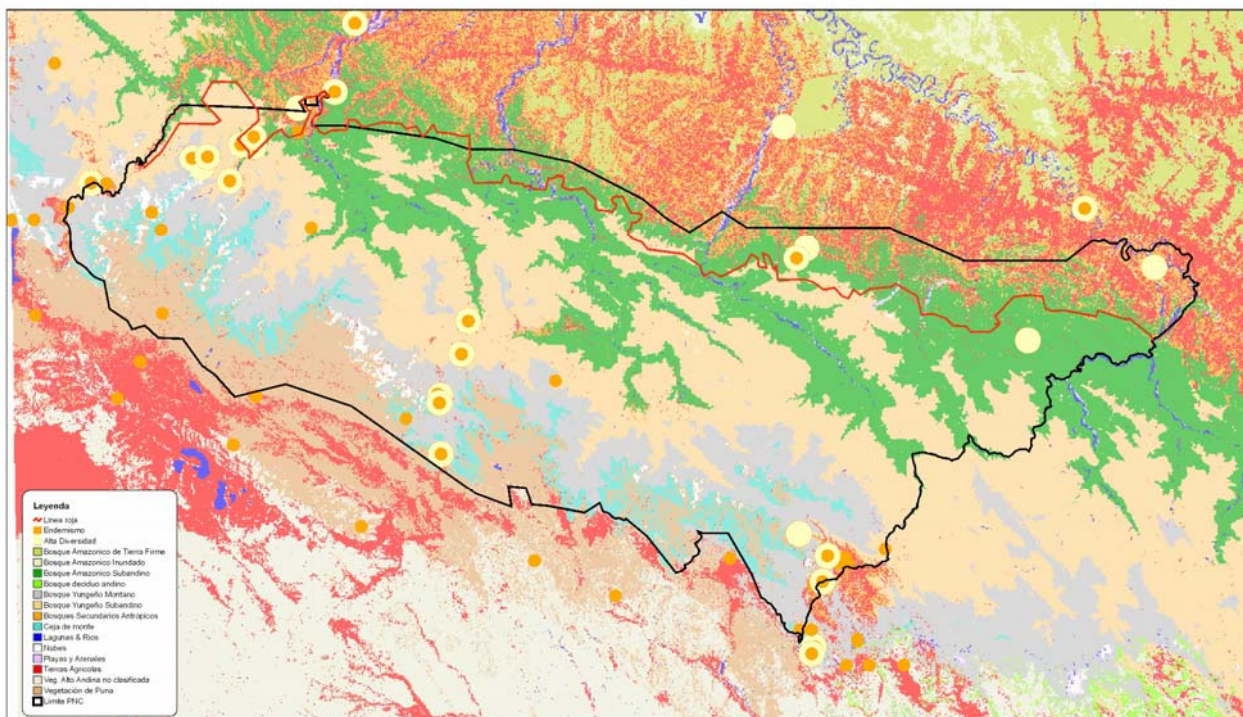 Leyenda
Línea roja
Endemismo
Alta Diversidad
Bosque Amazonico de Tierra Firme
Bosque Amazonico Inundado
Bosque Amazonico Subandino
Bosque deciduo andino
Bosque Yungeño Montano
Bosque Yungeño Subandino
Bosques Secundarios Antropicos
Ceja de monte
Lagunas & Rios
Nubes
Playas y Arenales
Tierras Agricolas
Veg. Alto Andina no clasificada
Vegetación de Puna
Limite PNC